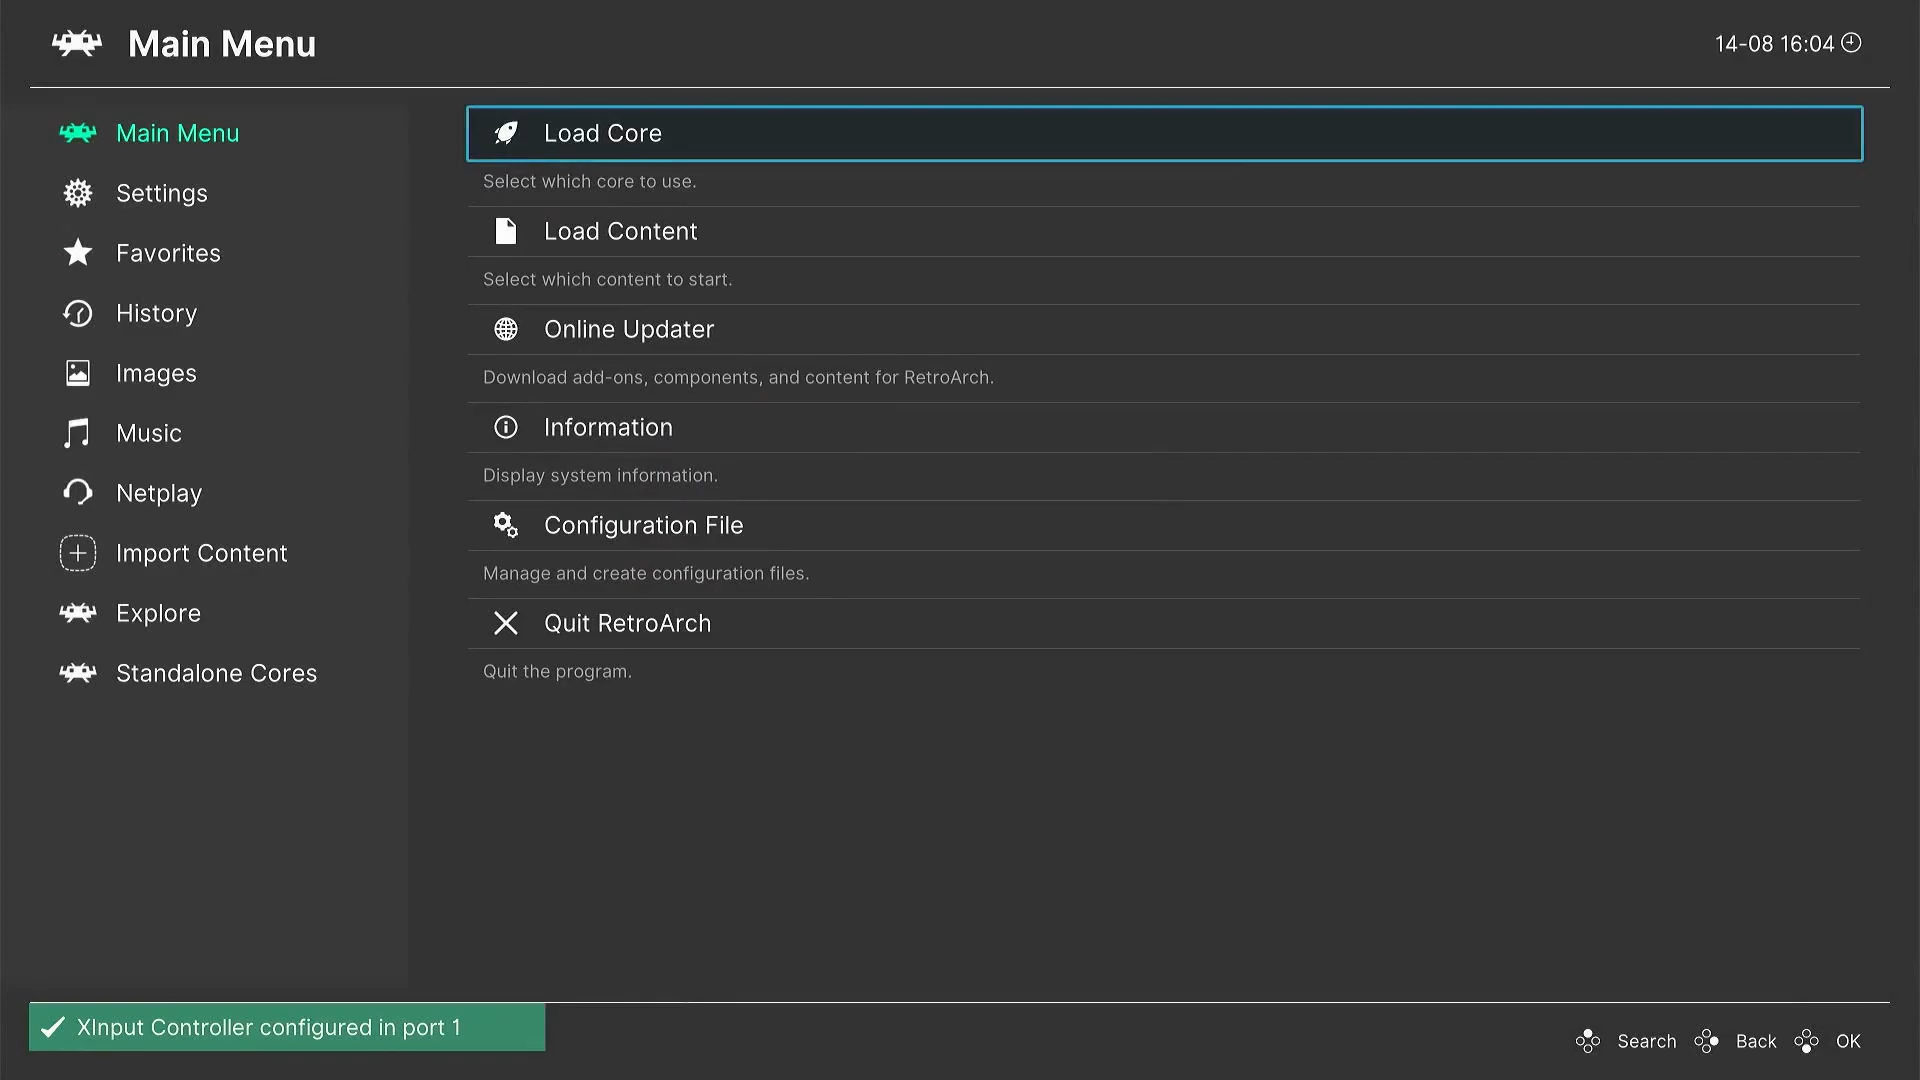 Main Menu
14-08 16:04
Main Menu
Settings
Favorites
History
Images
Music
Netplay
Import Content
Explore
Standalone Cores
Load Core
Select which core to use.
Load Content
Select which content to start.
Online Updater
Download add-ons, components, and content for RetroArch.
Information
Display system information.
Configuration File
Manage and create configuration files.
Quit RetroArch
Quit the program.
XInput Controller configured in port 1
Search Back OK